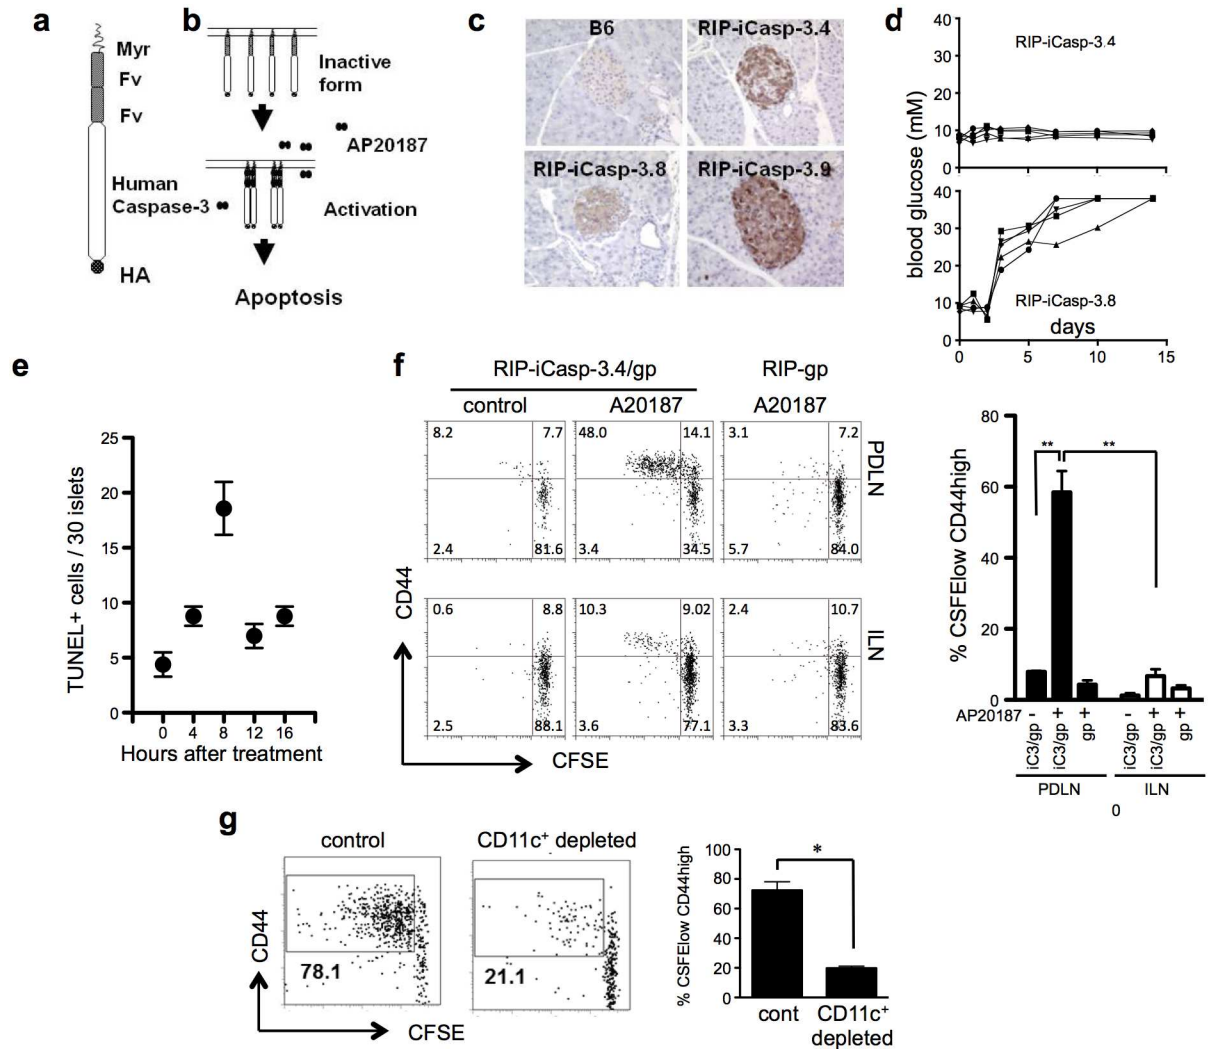 a
Myr
Fv
Fv
Human
Caspase-3
HA
b
Inactive
form
AP20187
Activation
Apoptosis
c
B6
RIP-iCasp-3.4
RIP-iCasp-3.8
RIP-iCasp-3.9
d
40
RIP-iCasp-3.4
30
20
10
0
40
30
20
10
0
RIP-iCasp-3.8
blood glucose (mM)
days
0
5
10
15
e
25
20
15
10
5
0
TUNEL+ cells / 30 islets
0 4 8 12 16
Hours after treatment
f
RIP-iCasp-3.4/gp RIP-gp
control A20187 A20187
8.2 7.7 48.0 14.1 3.1 7.2
PDLN
2.4 81.6 3.4 34.5 5.7 84.0
0.6 8.8 10.3 9.02 2.4 10.7
ILN
2.5 88.1 3.6 77.1 3.3 83.6
CD44
CFSE
80
60
40
20
0
% CSFElow CD44high
** **
AP20187 - + + - + +
iC3/gp iC3/gp gp iC3/gp iC3/gp gp
PDLN ILN
0
g
control CD11c+ depleted
78.1 21.1
CD44
CFSE
100
80
60
40
20
0
% CSFElow CD44high
*
cont CD11c+
depleted